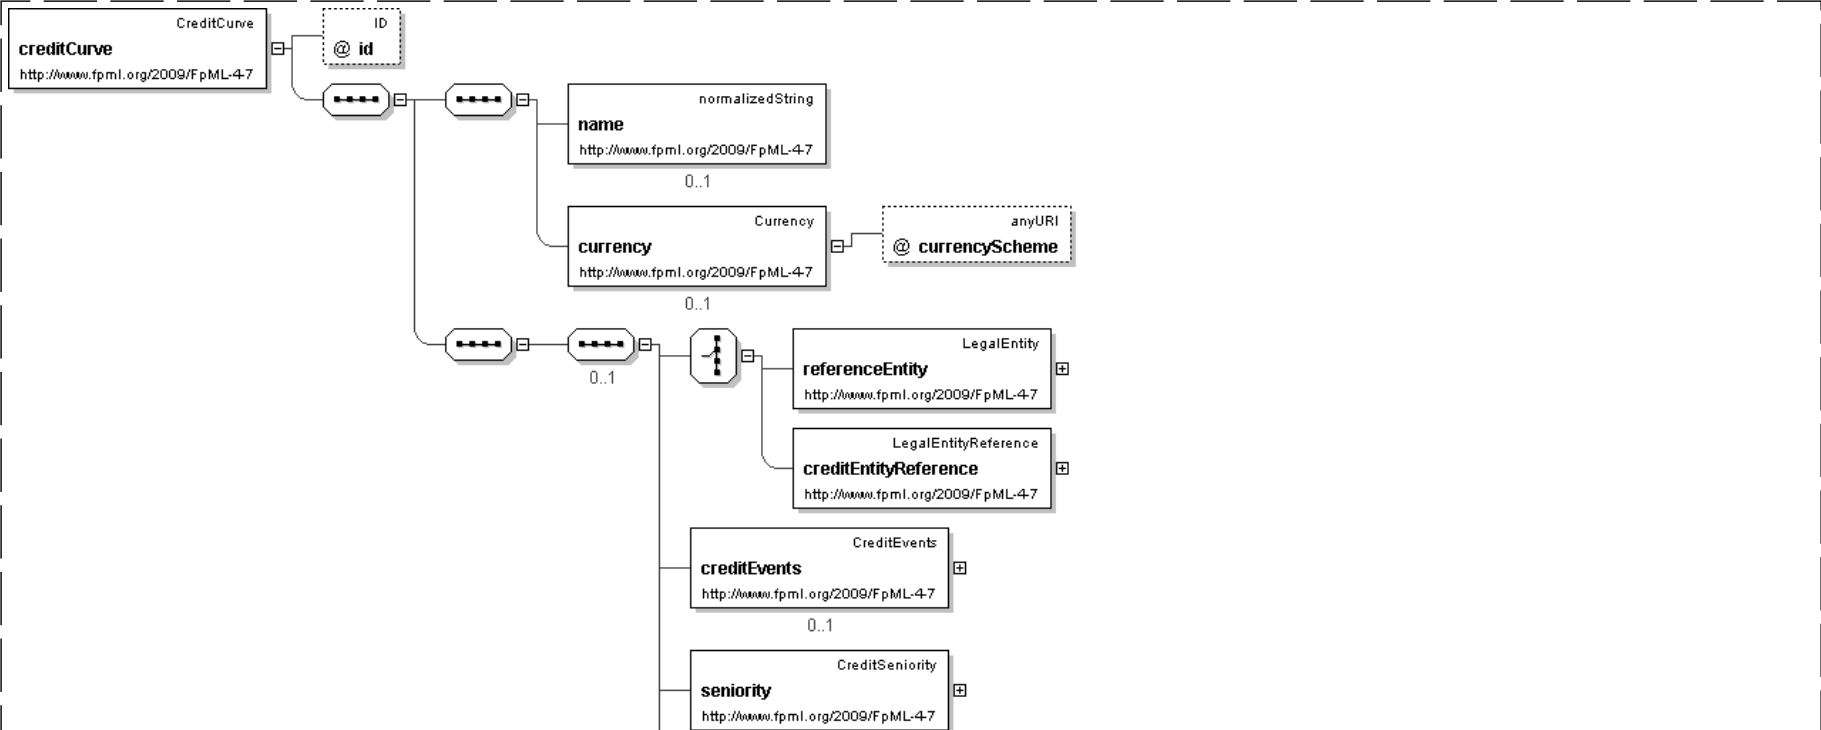 CreditCurve
creditCurve
http://www.fpml.org/2009/FpML-4-7
ID
@ id
normalizedString
name
http://www.fpml.org/2009/FpML-4-7
0..1
Currency
currency
http://www.fpml.org/2009/FpML-4-7
0..1
anyURI
@ currencyScheme
0..1
LegalEntity
referenceEntity
http://www.fpml.org/2009/FpML-4-7
LegalEntityReference
creditEntityReference
http://www.fpml.org/2009/FpML-4-7
CreditEvents
creditEvents
http://www.fpml.org/2009/FpML-4-7
0..1
CreditSeniority
seniority
http://www.fpml.org/2009/FpML-4-7